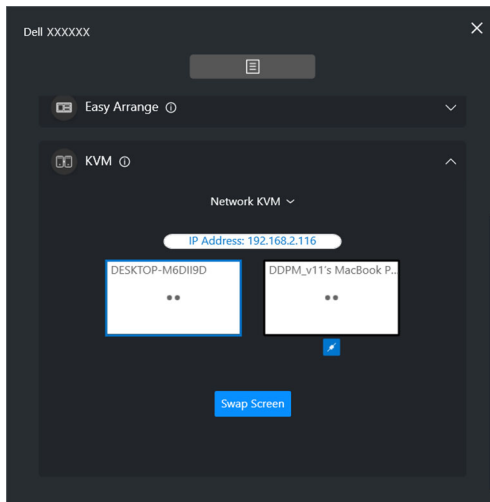 Dell XXXXXX
Easy Arrange
KVM
Network KVM
IP Address: 192.168.2.116
DESKTOP-M6DII9D
DDPM_v11's MacBook P...
Swap Screen